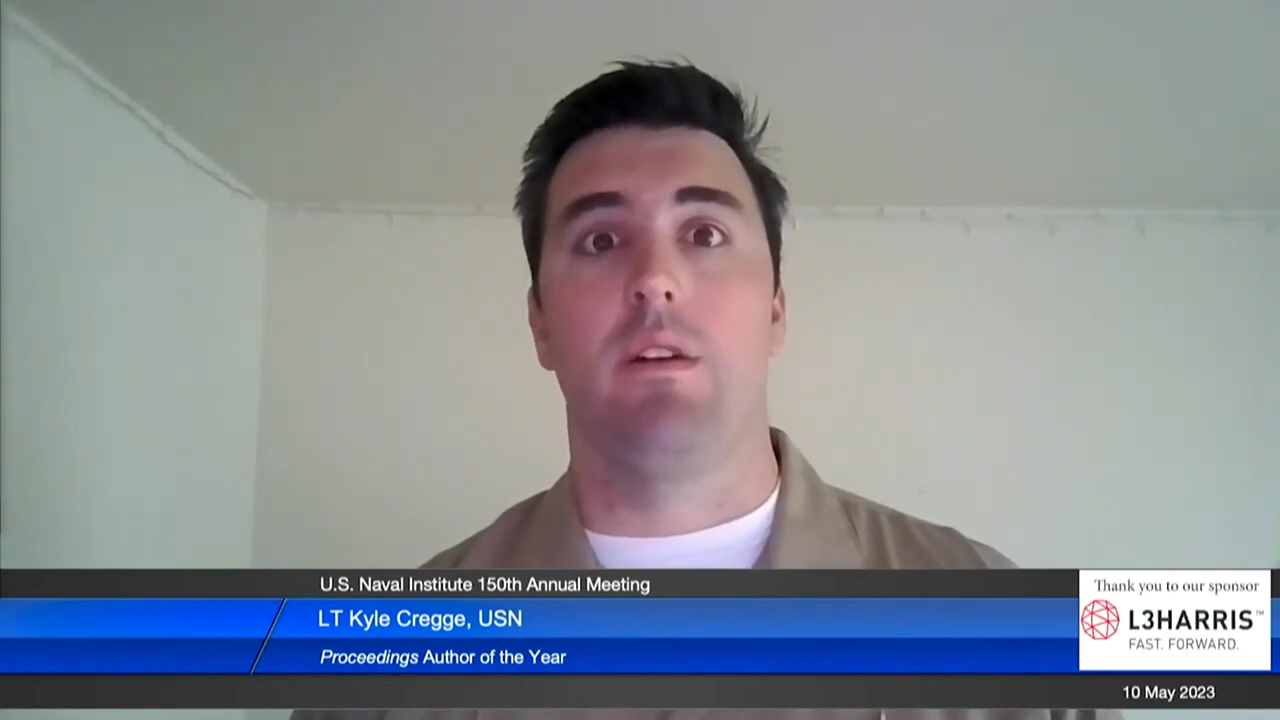 U.S. Naval Institute 150th Annual Meeting
LT Kyle Cregge, USN
Proceedings Author of the Year
Thank you to our sponsor
L3HARRIS™
FAST. FORWARD.
10 May 2023